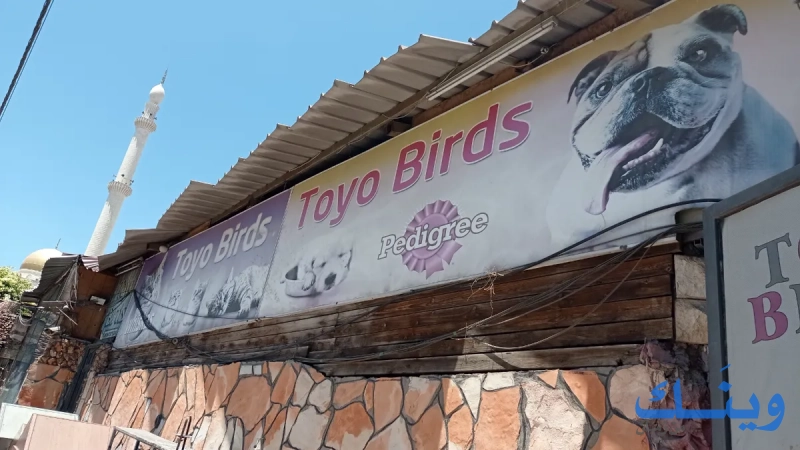 Toyo Birds
Toyo Birds
Pedigree
وينك